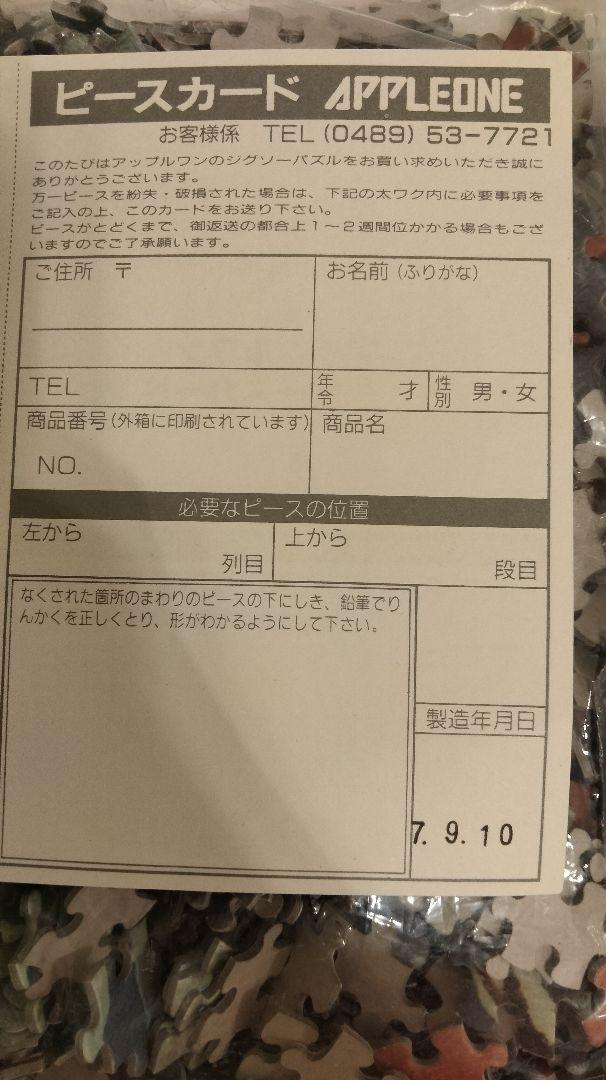 ピースカード APPLEONE
お客様係 TEL(0489)53-7721
このたびはアップルワンのジグソーパズルをお買い求めいただき誠に
ありがとうございます。
万一ピースを紛失・破損された場合は、下記の太ワク内に必要事項を
ご記入の上、このカードをお送り下さい。
ピースがとどくまで、御返送の都合上1～2週間位かかる場合もござ
いますのでご了承願います。
ご住所 〒
お名前(ふりがな)
TEL
年令 才
性別 男・女
商品番号(外箱に印刷されています)
NO.
商品名
必要なピースの位置
左から
列目
上から
段目
なくされた箇所のまわりのピースの下にしき、鉛筆でり
んかくを正しくとり、形がわかるようにして下さい。
製造年月日
7. 9. 10